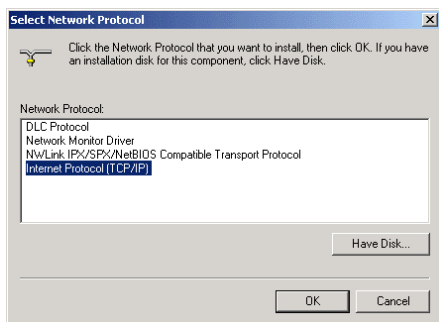 Select Network Protocol
Click the Network Protocol that you want to install, then click OK. If you have
an installation disk for this component, click Have Disk.
Network Protocol:
DLC Protocol
Network Monitor Driver
NWLink IPX/SPX/NetBIOS Compatible Transport Protocol
Internet Protocol (TCP/IP)
Have Disk...
OK
Cancel